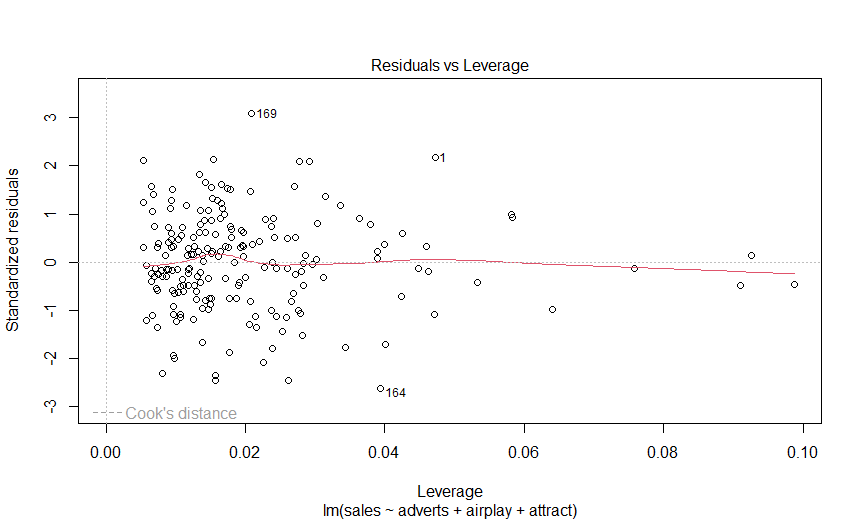 Residuals vs Leverage
Standardized residuals
3
2
1
0
-1
-2
-3
169
1
164
Cook's distance
0.00 0.02 0.04 0.06 0.08 0.10
Leverage
lm(sales ~ adverts + airplay + attract)